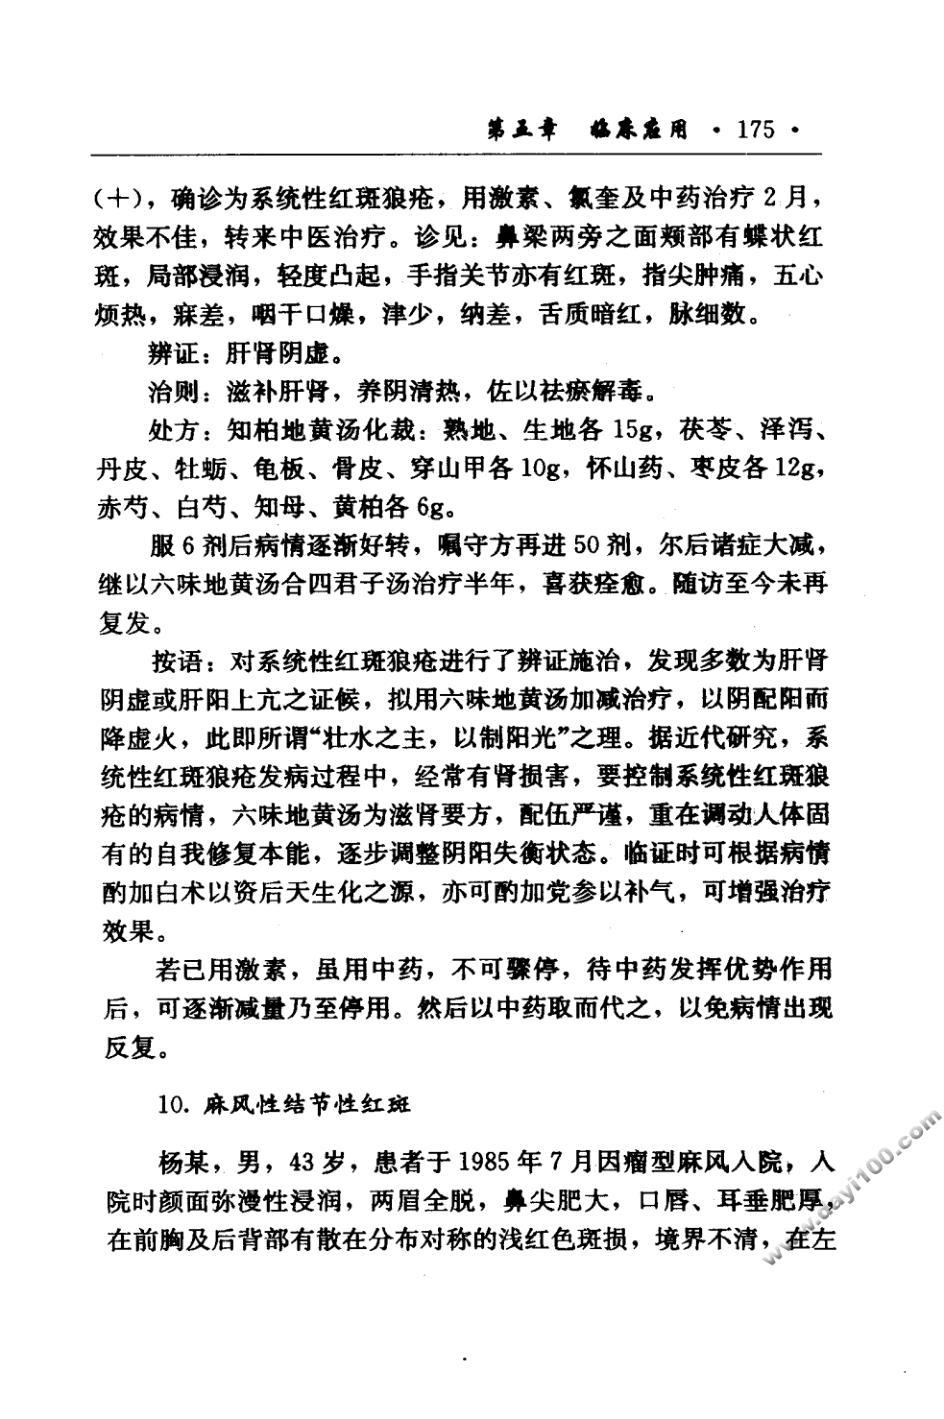 第五章 临床应用 · 175 ·
（十），确诊为系统性红斑狼疮，用激素、氯奎及中药治疗 2 月，
效果不佳，转来中医治疗。诊见：鼻梁两旁之面颊部有蝶状红
斑，局部浸润，轻度凸起，手指关节亦有红斑，指尖肿痛，五心
烦热，寐差，咽干口燥，津少，纳差，舌质暗红，脉细数。
辨证：肝肾阴虚。
治则：滋补肝肾，养阴清热，佐以祛瘀解毒。
处方：知柏地黄汤化裁：熟地、生地各 15g，茯苓、泽泻、
丹皮、牡蛎、龟板、骨皮、穿山甲各 10g，怀山药、枣皮各 12g，
赤芍、白芍、知母、黄柏各 6g。
服 6 剂后病情逐渐好转，嘱守方再进 50 剂，尔后诸症大减，
继以六味地黄汤合四君子汤治疗半年，喜获痊愈。随访至今未再
复发。
按语：对系统性红斑狼疮进行了辨证施治，发现多数为肝肾
阴虚或肝阳上亢之证候，拟用六味地黄汤加减治疗，以阴配阳而
降虚火，此即所谓“壮水之主，以制阳光”之理。据近代研究，系
统性红斑狼疮发病过程中，经常有肾损害，要控制系统性红斑狼
疮的病情，六味地黄汤为滋肾要方，配伍严谨，重在调动人体固
有的自我修复本能，逐步调整阴阳失衡状态。临证时可根据病情
酌加白术以资后天生化之源，亦可酌加党参以补气，可增强治疗
效果。
若已用激素，虽用中药，不可骤停，待中药发挥优势作用
后，可逐渐减量乃至停用。然后以中药取而代之，以免病情出现
反复。
10. 麻风性结节性红斑
杨某，男，43 岁，患者于 1985 年 7 月因瘤型麻风入院，入
院时颜面弥漫性浸润，两眉全脱，鼻尖肥大，口唇、耳垂肥厚，
在前胸及后背部有散在分布对称的浅红色斑损，境界不清，在左
www.dayi100.com